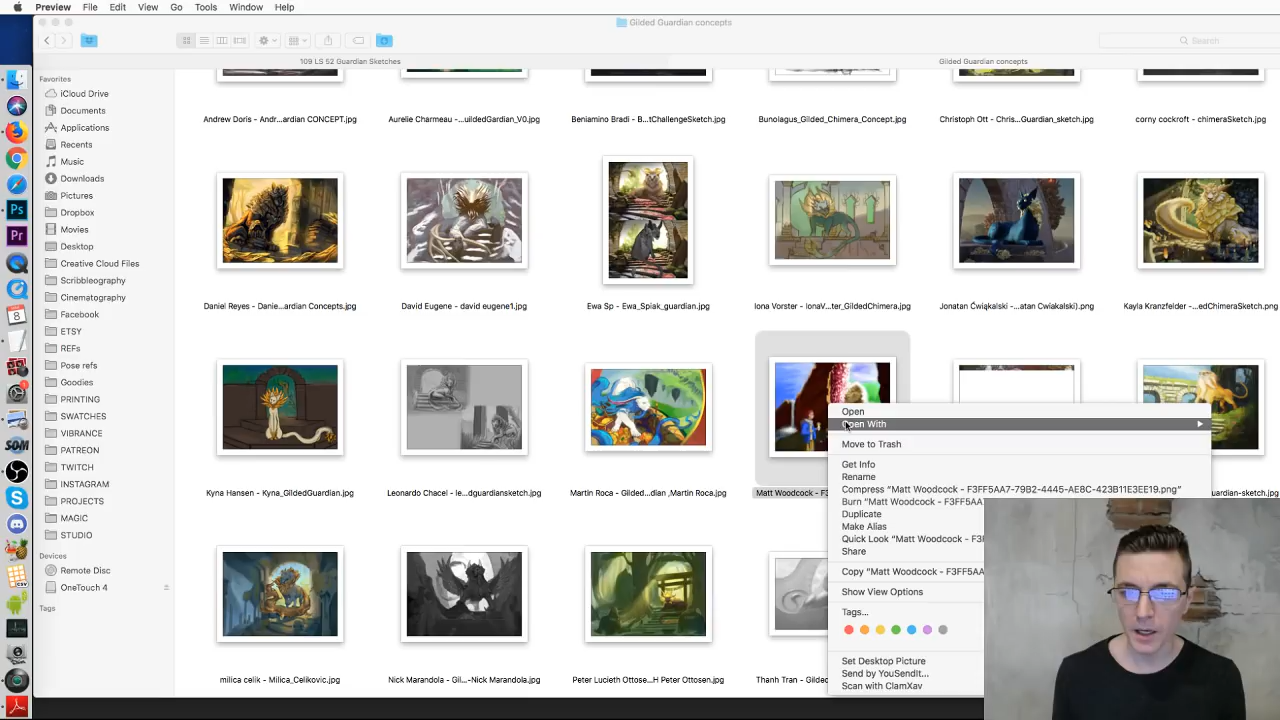 Preview File Edit View Go Tools Window Help
Gilded Guardian concepts
Search
109 LS 52 Guardian Sketches
Gilded Guardian concepts
Favorites
iCloud Drive
Documents
Applications
Recents
Music
Downloads
Pictures
Dropbox
Movies
Desktop
Creative Cloud Files
Scribbleography
Cinematography
Facebook
ETSY
REFs
Pose refs
Goodies
PRINTING
SWATCHES
VIBRANCE
PATREON
TWITCH
INSTAGRAM
PROJECTS
MAGIC
STUDIO
Devices
Remote Disc
OneTouch 4
Tags
Andrew Doris - Andr...ardian CONCEPT.jpg
Aurelie Charmeau -...uildedGardian_V0.jpg
Beniamino Bradi - B...tChallengeSketch.jpg
Bunolagus_Gilded_Chimera_Concept.jpg
Christoph Ott - Chris...Guardian_sketch.jpg
corny cockroft - chimeraSketch.jpg
Daniel Reyes - Danie...ardian Concepts.jpg
David Eugene - david eugene1.jpg
Ewa Sp - Ewa_Spiak_guardian.jpg
Iona Vorster - IonaV...ter_GildedChimera.jpg
Jonatan Ćwiąkalski -...atan Cwiakalski).png
Kayla Kranzfelder -...edChimeraSketch.png
Kyna Hansen - Kyna_GildedGuardian.jpg
Leonardo Chacel - le...dguardiansketch.jpg
Martin Roca - Gilded...dian ,Martin Roca.jpg
Matt Woodcock - F3
guardian-sketch.jpg
milica celik - Milica_Celikovic.jpg
Nick Marandola - Gil...-Nick Marandola.jpg
Peter Lucieth Ottose...H Peter Ottosen.jpg
Thanh Tran - Gilded
Open
Open With
Move to Trash
Get Info
Rename
Compress "Matt Woodcock - F3FF5AA7-79B2-4445-AE8C-423B11E3EE19.png"
Burn "Matt Woodcock - F3FF5AA
Duplicate
Make Alias
Quick Look "Matt Woodcock - F3FF5A
Share
Copy "Matt Woodcock - F3FF5AA
Show View Options
Tags...
Set Desktop Picture
Send by YouSendIt...
Scan with ClamXav
Ps
Pr
8
SOM
CSV